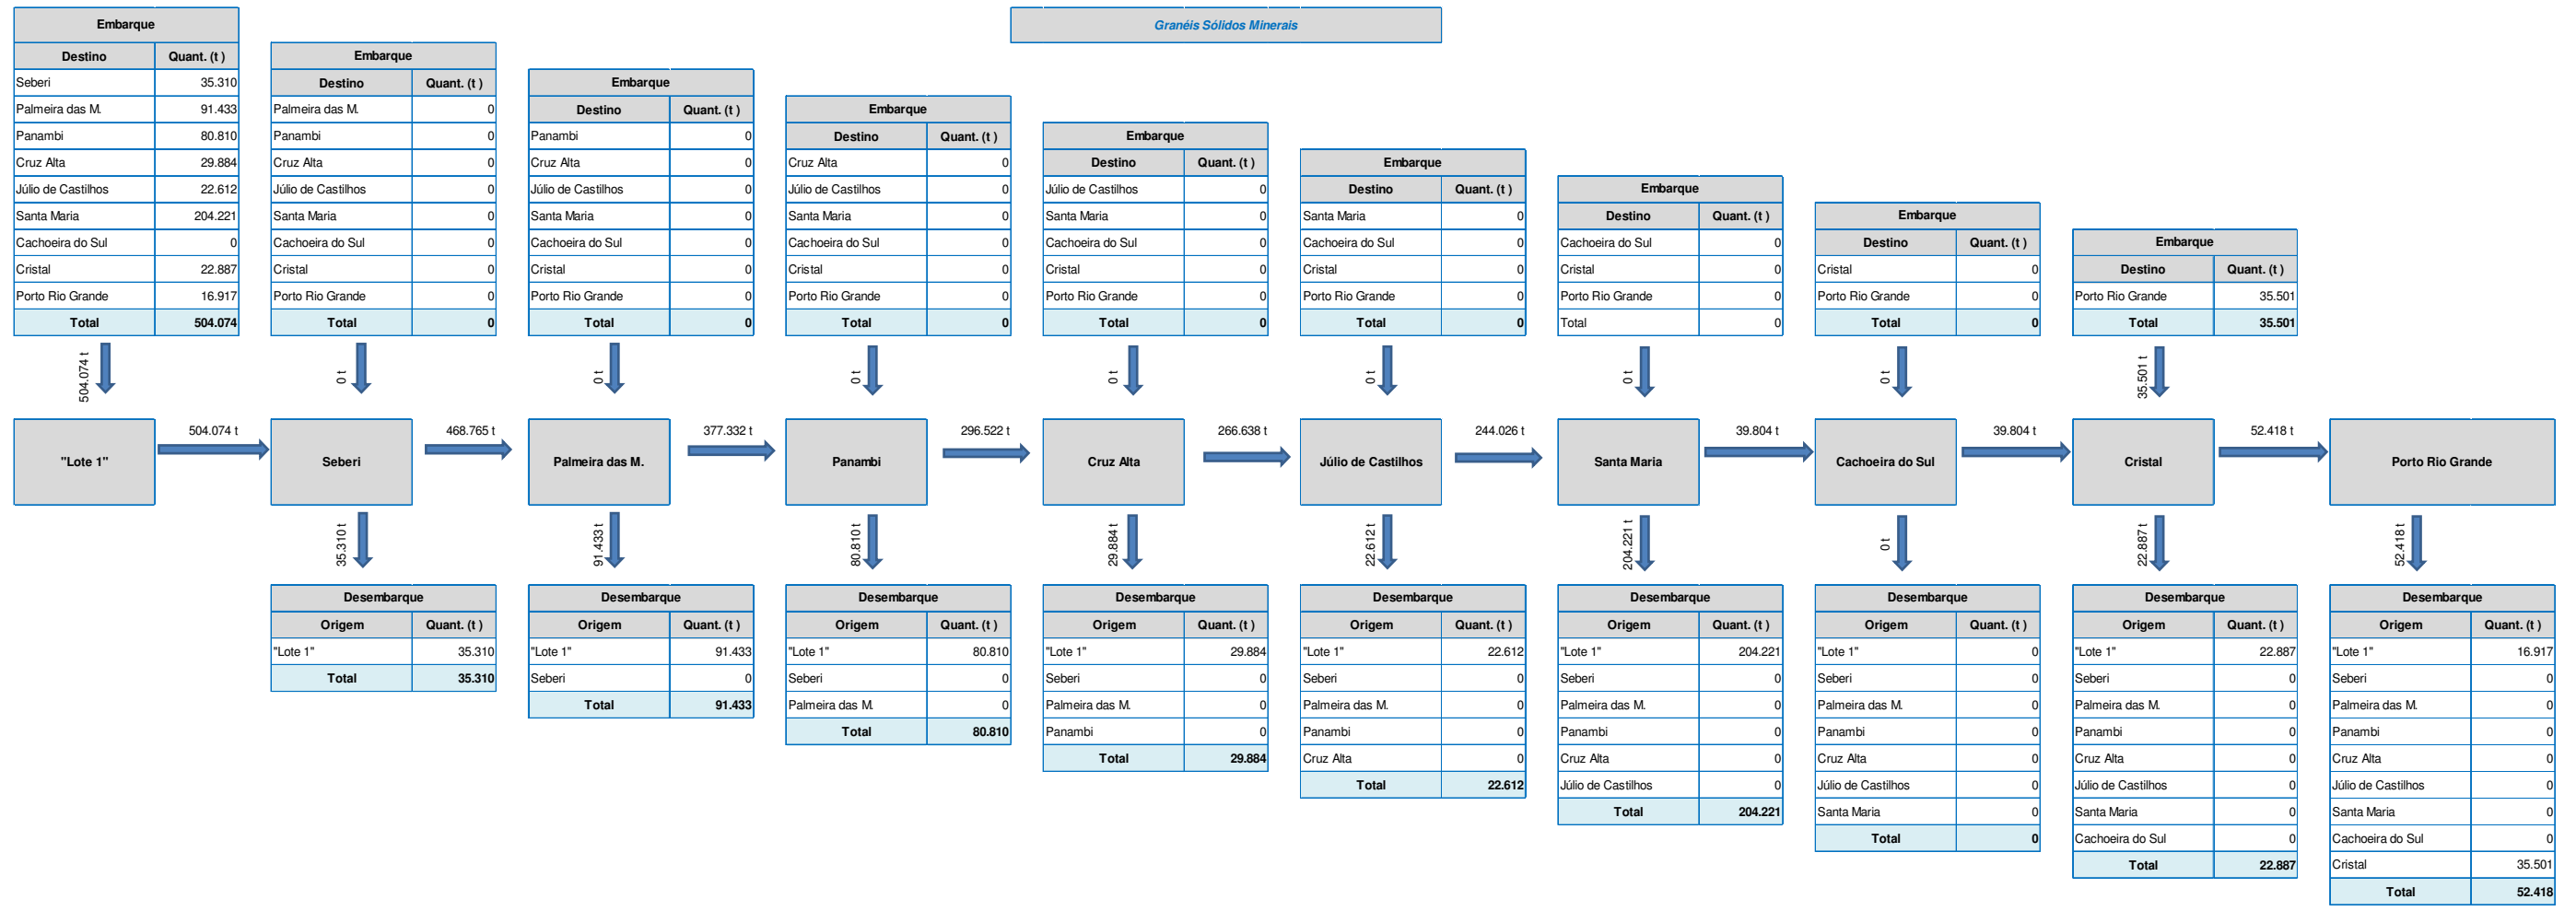 Granéis Sólidos Minerais
Embarque
Destino Quant. (t )
Seberi 35.310
Palmeira das M. 91.433
Panambi 80.810
Cruz Alta 29.884
Júlio de Castilhos 22.612
Santa Maria 204.221
Cachoeira do Sul 0
Cristal 22.887
Porto Rio Grande 16.917
Total 504.074
Embarque
Destino Quant. (t )
Palmeira das M. 0
Panambi 0
Cruz Alta 0
Júlio de Castilhos 0
Santa Maria 0
Cachoeira do Sul 0
Cristal 0
Porto Rio Grande 0
Total 0
Embarque
Destino Quant. (t )
Panambi 0
Cruz Alta 0
Júlio de Castilhos 0
Santa Maria 0
Cachoeira do Sul 0
Cristal 0
Porto Rio Grande 0
Total 0
Embarque
Destino Quant. (t )
Cruz Alta 0
Júlio de Castilhos 0
Santa Maria 0
Cachoeira do Sul 0
Cristal 0
Porto Rio Grande 0
Total 0
Embarque
Destino Quant. (t )
Júlio de Castilhos 0
Santa Maria 0
Cachoeira do Sul 0
Cristal 0
Porto Rio Grande 0
Total 0
Embarque
Destino Quant. (t )
Santa Maria 0
Cachoeira do Sul 0
Cristal 0
Porto Rio Grande 0
Total 0
Embarque
Destino Quant. (t )
Cachoeira do Sul 0
Cristal 0
Porto Rio Grande 0
Total 0
Embarque
Destino Quant. (t )
Cristal 0
Porto Rio Grande 0
Total 0
Embarque
Destino Quant. (t )
Porto Rio Grande 35.501
Total 35.501
504.074 t
0 t
0 t
0 t
0 t
0 t
0 t
0 t
35.501 t
"Lote 1"
504.074 t
Seberi
468.765 t
Palmeira das M.
377.332 t
Panambi
296.522 t
Cruz Alta
266.638 t
Júlio de Castilhos
244.026 t
Santa Maria
39.804 t
Cachoeira do Sul
39.804 t
Cristal
52.418 t
Porto Rio Grande
35.310 t
91.433 t
80.810 t
29.884 t
22.612 t
204.221 t
0 t
22.887 t
52.418 t
Desembarque
Origem Quant. (t )
"Lote 1" 35.310
Total 35.310
Desembarque
Origem Quant. (t )
"Lote 1" 91.433
Seberi 0
Total 91.433
Desembarque
Origem Quant. (t )
"Lote 1" 80.810
Seberi 0
Palmeira das M. 0
Total 80.810
Desembarque
Origem Quant. (t )
"Lote 1" 29.884
Seberi 0
Palmeira das M. 0
Panambi 0
Total 29.884
Desembarque
Origem Quant. (t )
"Lote 1" 22.612
Seberi 0
Palmeira das M. 0
Panambi 0
Cruz Alta 0
Total 22.612
Desembarque
Origem Quant. (t )
"Lote 1" 204.221
Seberi 0
Palmeira das M. 0
Panambi 0
Cruz Alta 0
Júlio de Castilhos 0
Total 204.221
Desembarque
Origem Quant. (t )
"Lote 1" 0
Seberi 0
Palmeira das M. 0
Panambi 0
Cruz Alta 0
Júlio de Castilhos 0
Santa Maria 0
Total 0
Desembarque
Origem Quant. (t )
"Lote 1" 22.887
Seberi 0
Palmeira das M. 0
Panambi 0
Cruz Alta 0
Júlio de Castilhos 0
Santa Maria 0
Cachoeira do Sul 0
Total 22.887
Desembarque
Origem Quant. (t )
"Lote 1" 16.917
Seberi 0
Palmeira das M. 0
Panambi 0
Cruz Alta 0
Júlio de Castilhos 0
Santa Maria 0
Cachoeira do Sul 0
Cristal 35.501
Total 52.418